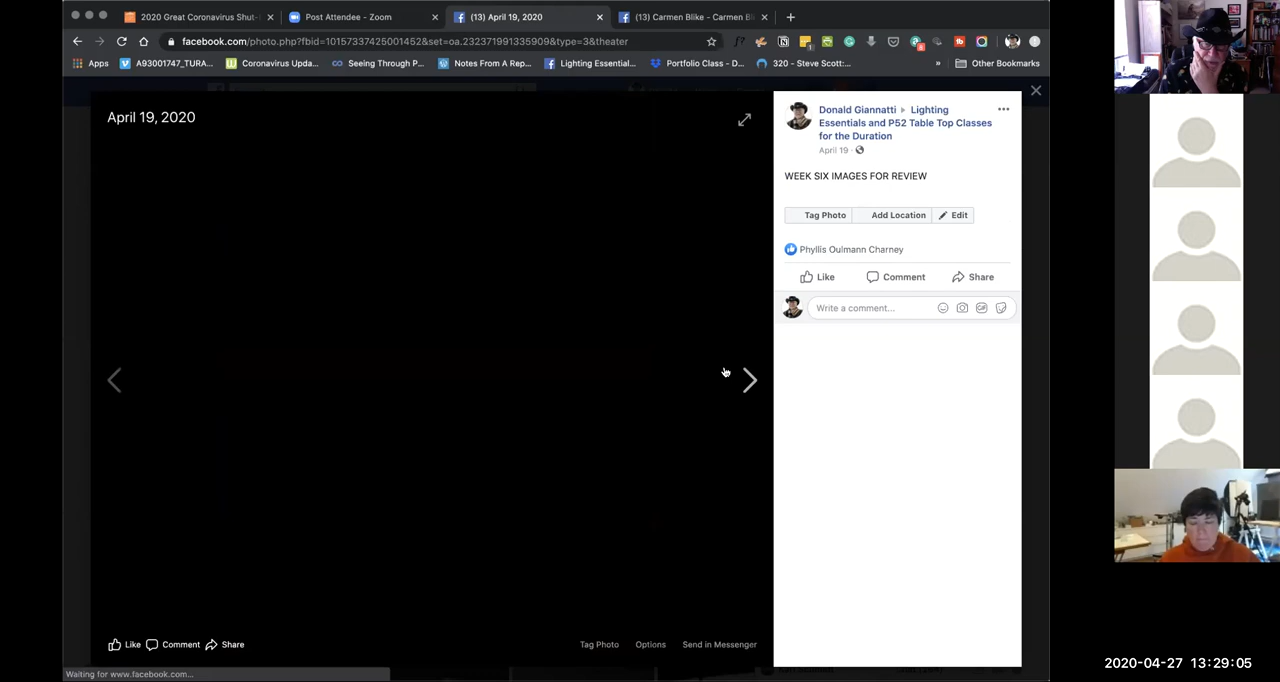 2020 Great Coronavirus Shut-
Post Attendee - Zoom
(13) April 19, 2020
(13) Carmen Blike - Carmen Bli
facebook.com/photo.php?fbid=10157337425001452&set=oa.232371991335909&type=3&theater
Apps
A93001747_TURA...
Coronavirus Upda...
Seeing Through P...
Notes From A Rep...
Lighting Essential...
Portfolio Class - D...
320 - Steve Scott:...
»
Other Bookmarks
April 19, 2020
Donald Giannatti
Lighting
Essentials and P52 Table Top Classes
for the Duration
April 19 ·
WEEK SIX IMAGES FOR REVIEW
Tag Photo
Add Location
Edit
Phyllis Oulmann Charney
Like
Comment
Share
Write a comment...
Like
Comment
Share
Tag Photo
Options
Send in Messenger
Waiting for www.facebook.com...
2020-04-27 13:29:05